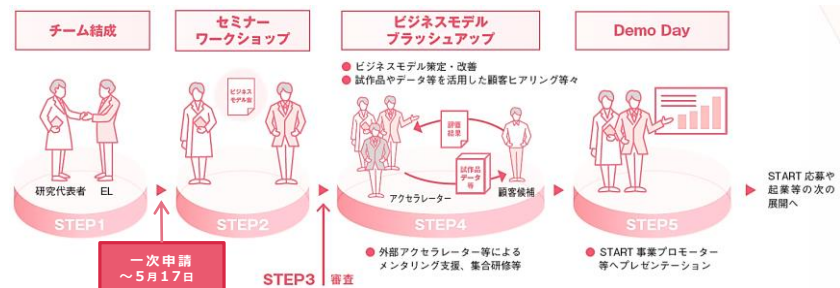 チーム結成
セミナー
ワークショップ
ビジネスモデル
ブラッシュアップ
Demo Day
● ビジネスモデル策定・改善
● 試作品やデータ等を活用した顧客ヒアリング等々
ビジネス
モデル案
評価
結果
試作品
データ
等
研究代表者 EL
アクセラレーター
顧客候補
STEP1
STEP2
STEP4
STEP5
START 応募や
起業等の次の
展開へ
一次申請
～5月17日
STEP3 審査
● 外部アクセラレーター等による
メンタリング支援、集合研修等
● START 事業プロモーター
等へプレゼンテーション